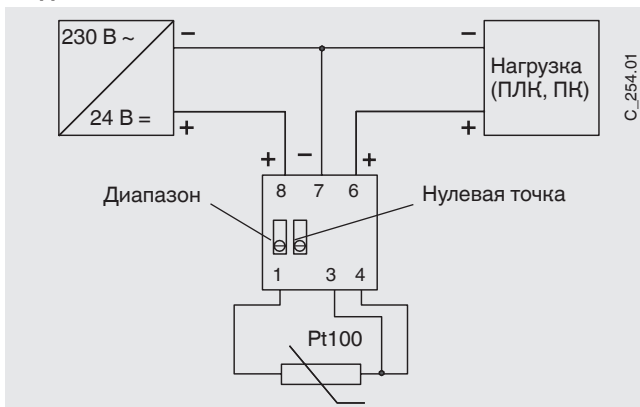 230 В ~
24 В =
−
+
−
+
Нагрузка
(ПЛК, ПК)
C_254.01
+ − +
8 7 6
Диапазон
Нулевая точка
1 3 4
Pt100